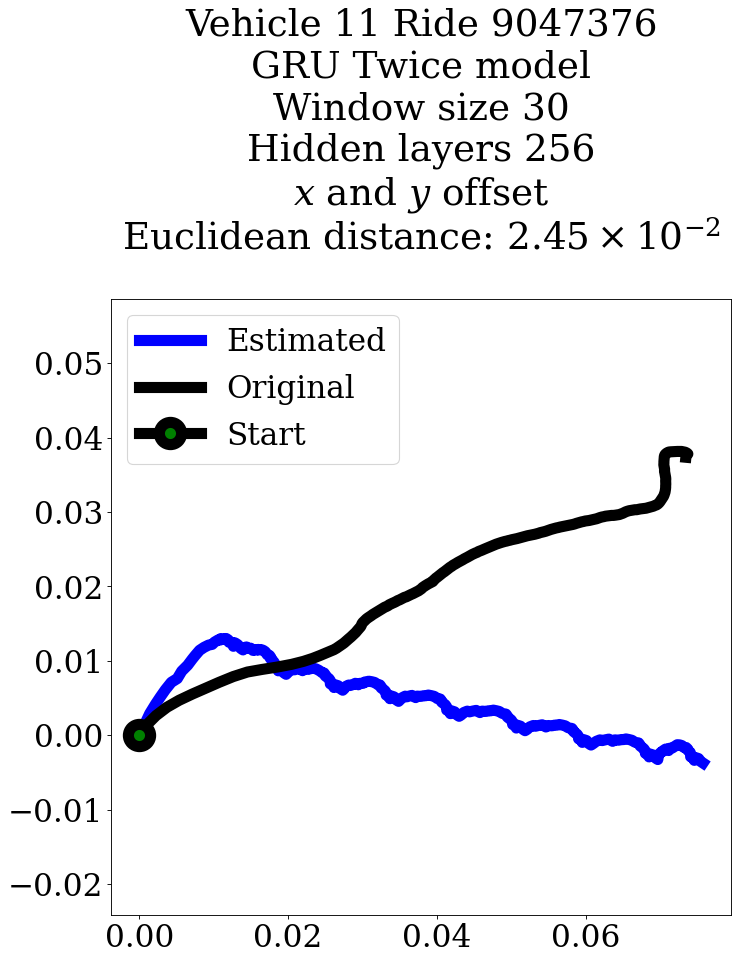 Vehicle 11 Ride 9047376
GRU Twice model
Window size 30
Hidden layers 256
x and y offset
Euclidean distance: 2.45 × 10⁻²
Estimated
Original
Start
0.05
0.04
0.03
0.02
0.01
0.00
−0.01
−0.02
0.00 0.02 0.04 0.06